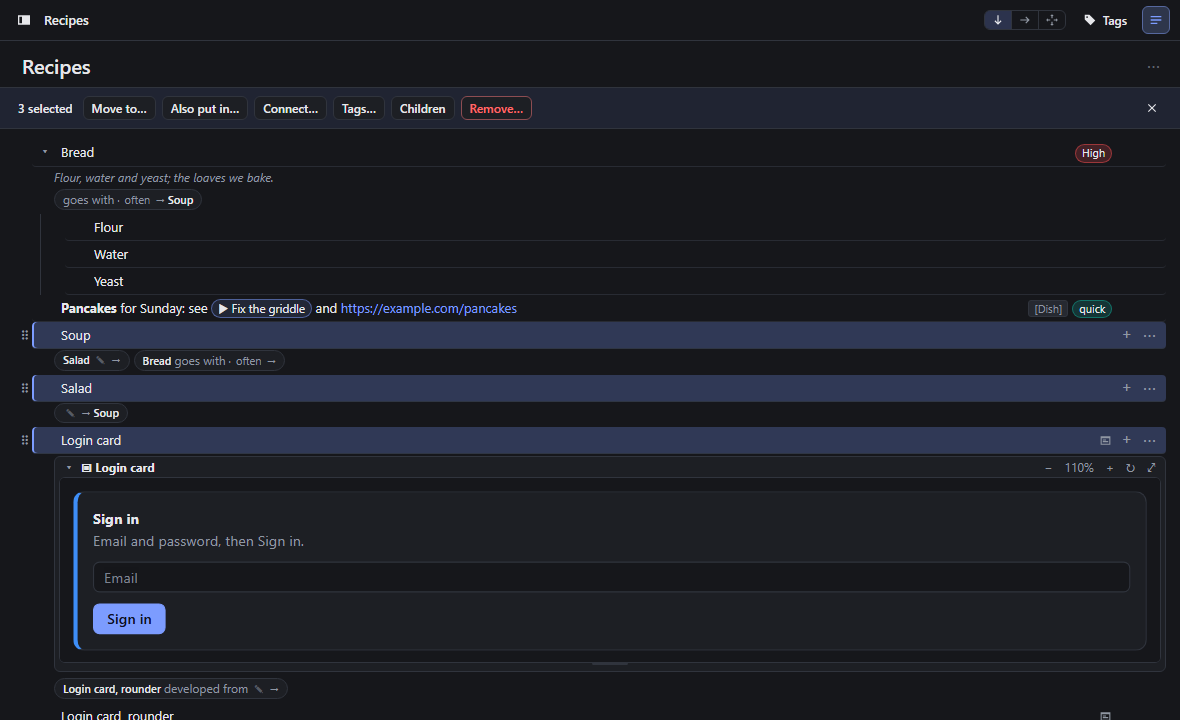 Recipes
Tags
Recipes
3 selected Move to... Also put in... Connect... Tags... Children Remove...
Bread High
Flour, water and yeast; the loaves we bake.
goes with · often → Soup
Flour
Water
Yeast
Pancakes for Sunday: see ▶ Fix the griddle and https://example.com/pancakes [Dish] quick
Soup
Salad → Bread goes with · often →
Salad
→ Soup
Login card
Login card − 110% +
Sign in
Email and password, then Sign in.
Email
Sign in
Login card, rounder developed from →
Login card, rounder